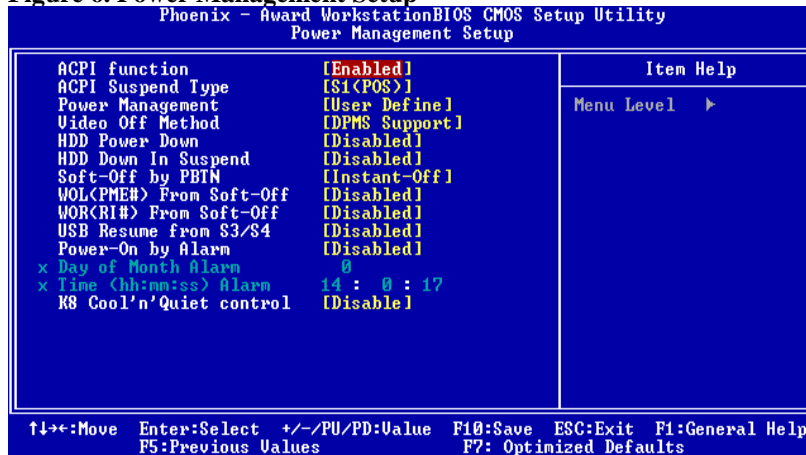 Figure 6. Power Management Setup
Phoenix - Award WorkstationBIOS CMOS Setup Utility
Power Management Setup
ACPI function [Enabled]
ACPI Suspend Type [S1(POS)]
Power Management [User Define]
Video Off Method [DPMS Support]
HDD Power Down [Disabled]
HDD Down In Suspend [Disabled]
Soft-Off by PBTN [Instant-Off]
WOL(PME#) From Soft-Off [Disabled]
WOR(RI#) From Soft-Off [Disabled]
USB Resume from S3/S4 [Disabled]
Power-On by Alarm [Disabled]
x Day of Month Alarm 0
x Time (hh:mm:ss) Alarm 14 : 0 : 17
K8 Cool'n'Quiet control [Disable]
Item Help
Menu Level ►
↑↓→←:Move Enter:Select +/-/PU/PD:Value F10:Save ESC:Exit F1:General Help
F5:Previous Values F7: Optimized Defaults